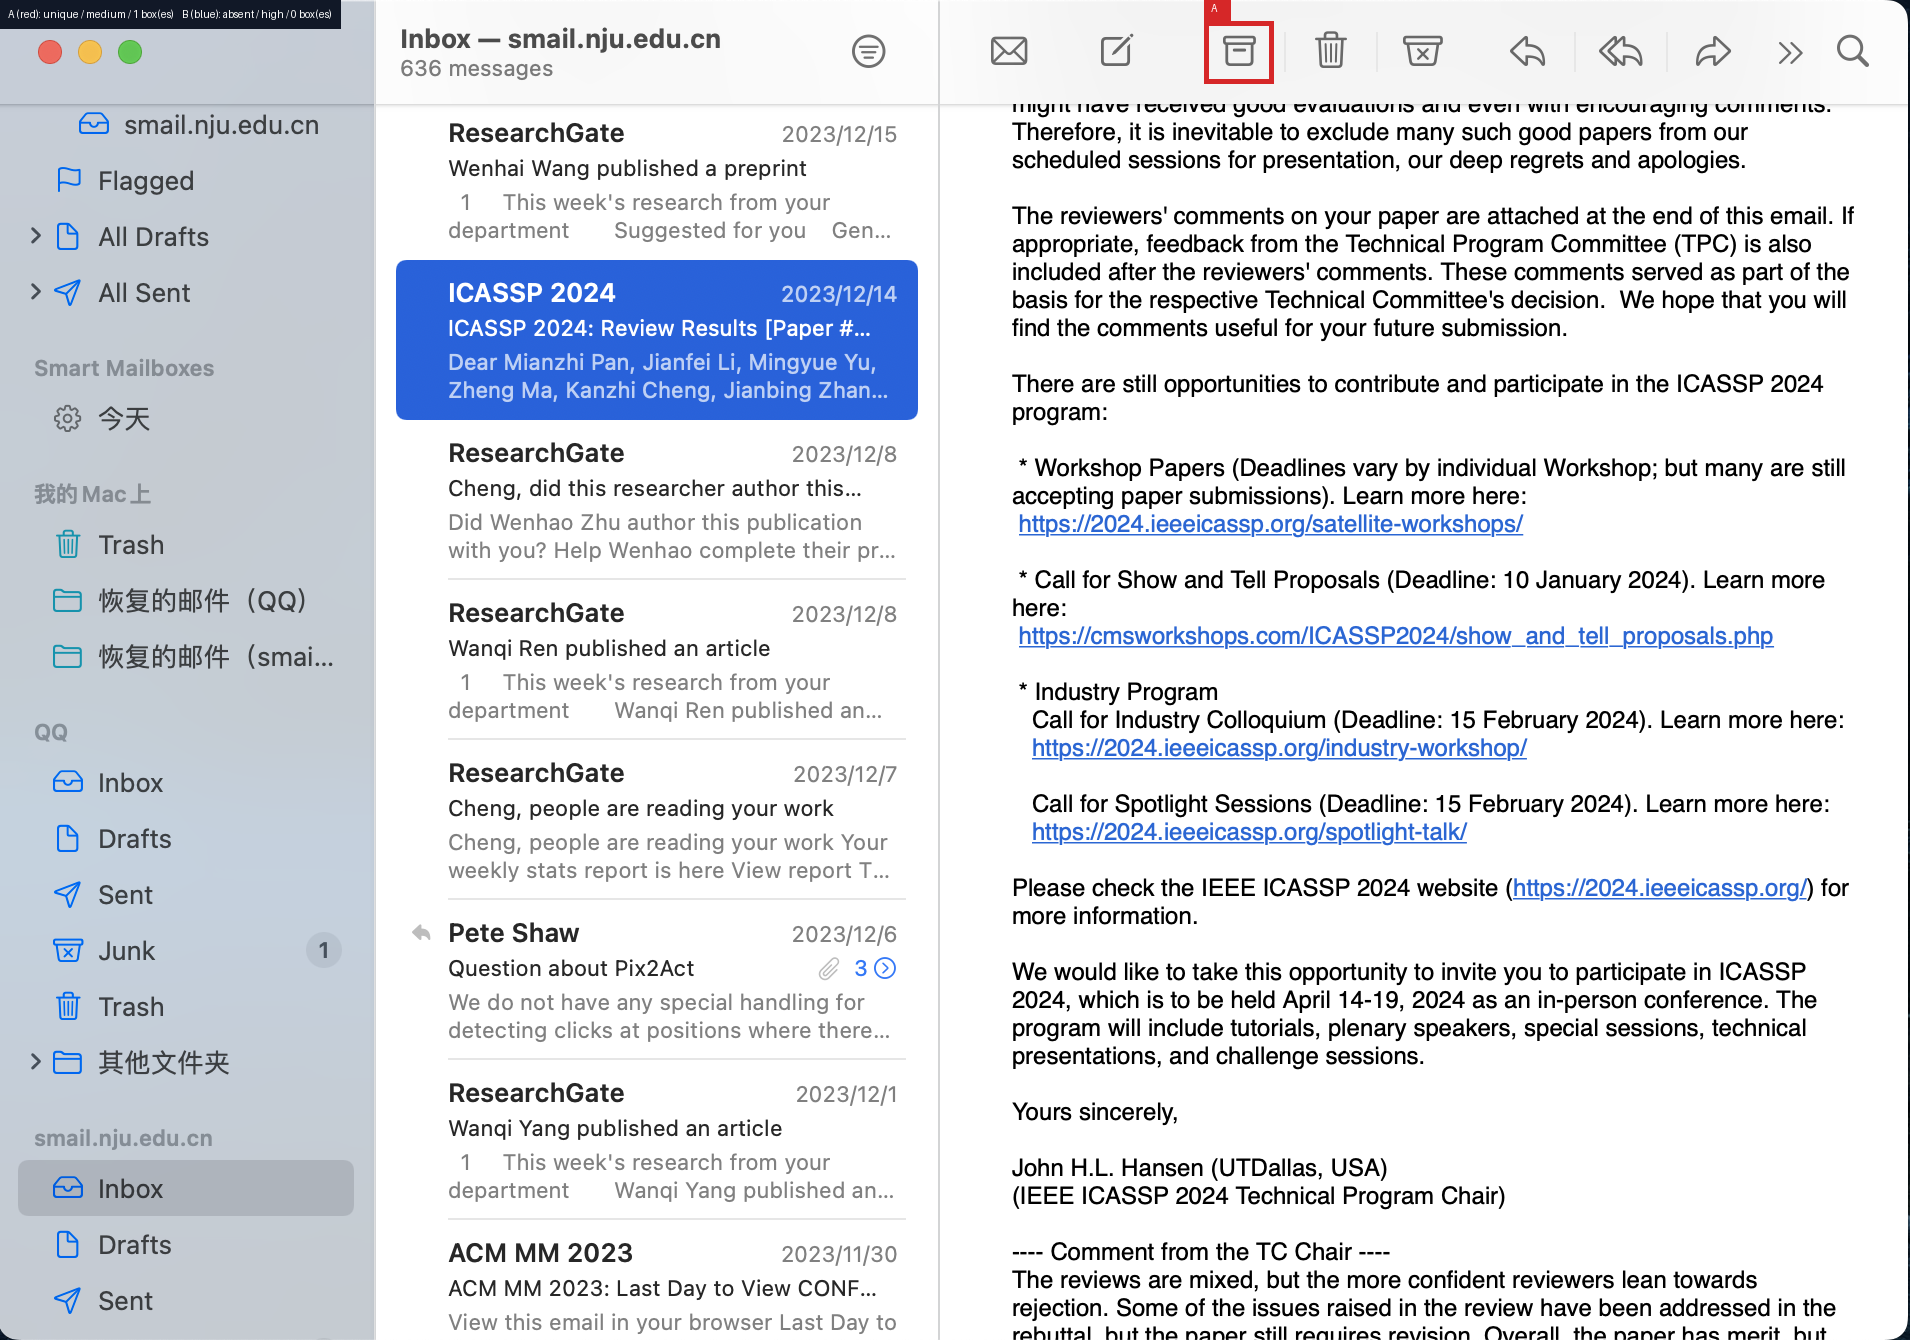 A (red): unique / medium / 1 box(es) B (blue): absent / high / 0 box(es)
A
smail.nju.edu.cn
Flagged
All Drafts
All Sent
Smart Mailboxes
今天
我的 Mac 上
Trash
恢复的邮件（QQ）
恢复的邮件（smai...
QQ
Inbox
Drafts
Sent
Junk 1
Trash
其他文件夹
smail.nju.edu.cn
Inbox
Drafts
Sent
Inbox — smail.nju.edu.cn
636 messages
ResearchGate 2023/12/15
Wenhai Wang published a preprint
1 This week's research from your
department Suggested for you Gen...
ICASSP 2024 2023/12/14
ICASSP 2024: Review Results [Paper #...
Dear Mianzhi Pan, Jianfei Li, Mingyue Yu,
Zheng Ma, Kanzhi Cheng, Jianbing Zhan...
ResearchGate 2023/12/8
Cheng, did this researcher author this...
Did Wenhao Zhu author this publication
with you? Help Wenhao complete their pr...
ResearchGate 2023/12/8
Wanqi Ren published an article
1 This week's research from your
department Wanqi Ren published an...
ResearchGate 2023/12/7
Cheng, people are reading your work
Cheng, people are reading your work Your
weekly stats report is here View report T...
Pete Shaw 2023/12/6
Question about Pix2Act 3
We do not have any special handling for
detecting clicks at positions where there...
ResearchGate 2023/12/1
Wanqi Yang published an article
1 This week's research from your
department Wanqi Yang published an...
ACM MM 2023 2023/11/30
ACM MM 2023: Last Day to View CONF...
View this email in your browser Last Day to
might have received good evaluations and even with encouraging comments.
Therefore, it is inevitable to exclude many such good papers from our
scheduled sessions for presentation, our deep regrets and apologies.
The reviewers' comments on your paper are attached at the end of this email. If
appropriate, feedback from the Technical Program Committee (TPC) is also
included after the reviewers' comments. These comments served as part of the
basis for the respective Technical Committee's decision. We hope that you will
find the comments useful for your future submission.
There are still opportunities to contribute and participate in the ICASSP 2024
program:
* Workshop Papers (Deadlines vary by individual Workshop; but many are still
accepting paper submissions). Learn more here:
https://2024.ieeeicassp.org/satellite-workshops/
* Call for Show and Tell Proposals (Deadline: 10 January 2024). Learn more
here:
https://cmsworkshops.com/ICASSP2024/show_and_tell_proposals.php
* Industry Program
Call for Industry Colloquium (Deadline: 15 February 2024). Learn more here:
https://2024.ieeeicassp.org/industry-workshop/
Call for Spotlight Sessions (Deadline: 15 February 2024). Learn more here:
https://2024.ieeeicassp.org/spotlight-talk/
Please check the IEEE ICASSP 2024 website (https://2024.ieeeicassp.org/) for
more information.
We would like to take this opportunity to invite you to participate in ICASSP
2024, which is to be held April 14-19, 2024 as an in-person conference. The
program will include tutorials, plenary speakers, special sessions, technical
presentations, and challenge sessions.
Yours sincerely,
John H.L. Hansen (UTDallas, USA)
(IEEE ICASSP 2024 Technical Program Chair)
---- Comment from the TC Chair ----
The reviews are mixed, but the more confident reviewers lean towards
rejection. Some of the issues raised in the review have been addressed in the
rebuttal, but the paper still requires revision. Overall, the paper has merit, but